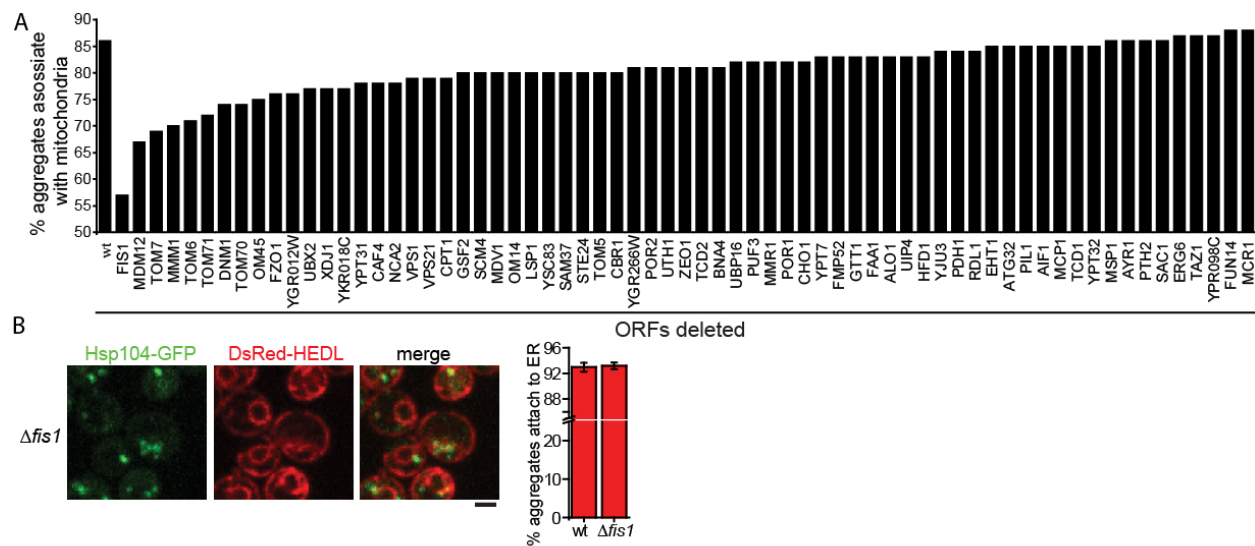 A
90
85
80
75
70
65
60
55
50
% aggregates asossiate
with mitochondria
wt
FIS1
MDM12
TOM7
MMM1
TOM6
TOM71
DNM1
TOM70
OM45
FZO1
YGR012W
UBX2
XDJ1
YKR018C
YPT31
CAF4
NCA2
VPS1
VPS21
CPT1
GSF2
SCM4
MDV1
OM14
LSP1
YSC83
SAM37
STE24
TOM5
CBR1
YGR266W
POR2
UTH1
ZEO1
TCD2
BNA4
UBP16
PUF3
MMR1
POR1
CHO1
YPT7
FMP52
GTT1
FAA1
ALO1
UIP4
HFD1
YJU3
PDH1
RDL1
EHT1
ATG32
PIL1
AIF1
MCP1
TCD1
YPT32
MSP1
AYR1
PTH2
SAC1
ERG6
TAZ1
YPR098C
FUN14
MCR1
ORFs deleted
B
Hsp104-GFP
DsRed-HEDL
merge
Δfis1
% aggregates attach to ER
96
92
88
20
10
0
wt
Δfis1